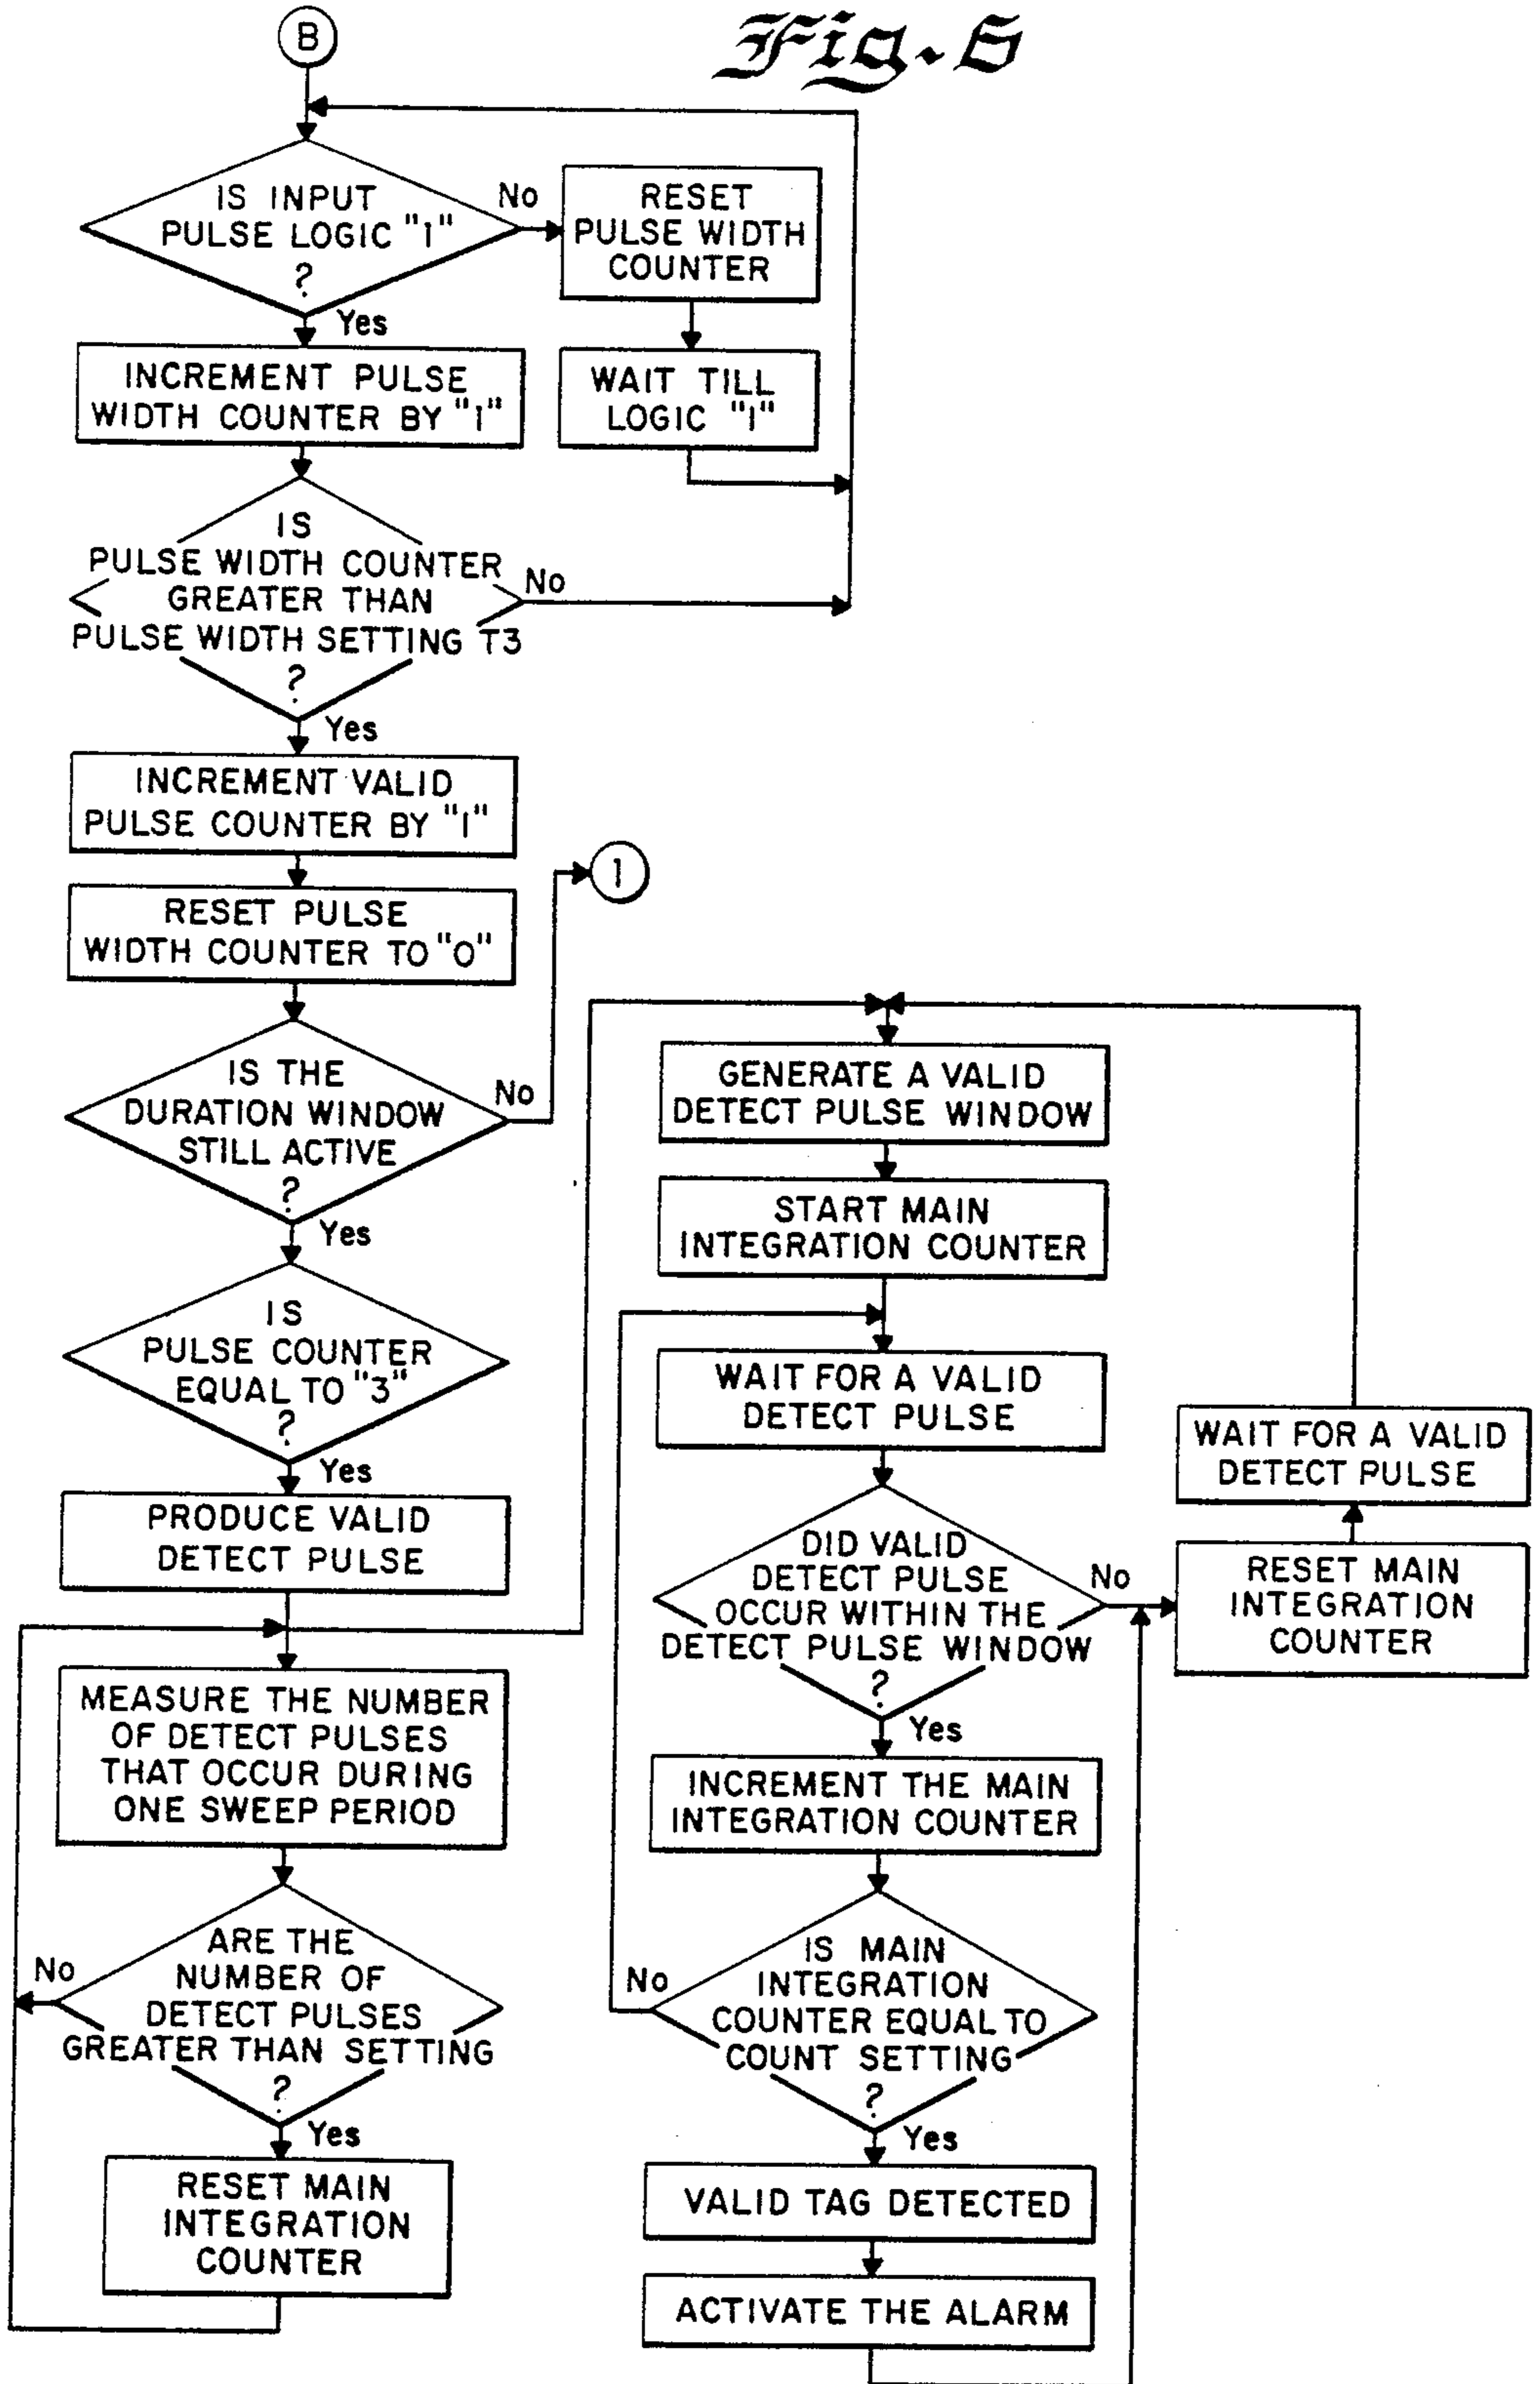 Fig. 6
B
IS INPUT
PULSE LOGIC "1"
?
No
Yes
RESET
PULSE WIDTH
COUNTER
WAIT TILL
LOGIC "1"
INCREMENT PULSE
WIDTH COUNTER BY "1"
IS
PULSE WIDTH COUNTER
GREATER THAN
PULSE WIDTH SETTING T3
?
No
Yes
INCREMENT VALID
PULSE COUNTER BY "1"
RESET PULSE
WIDTH COUNTER TO "0"
1
IS THE
DURATION WINDOW
STILL ACTIVE
?
No
Yes
IS
PULSE COUNTER
EQUAL TO "3"
?
Yes
PRODUCE VALID
DETECT PULSE
MEASURE THE NUMBER
OF DETECT PULSES
THAT OCCUR DURING
ONE SWEEP PERIOD
ARE THE
NUMBER OF
DETECT PULSES
GREATER THAN SETTING
?
No
Yes
RESET MAIN
INTEGRATION
COUNTER
GENERATE A VALID
DETECT PULSE WINDOW
START MAIN
INTEGRATION COUNTER
WAIT FOR A VALID
DETECT PULSE
DID VALID
DETECT PULSE
OCCUR WITHIN THE
DETECT PULSE WINDOW
?
No
Yes
WAIT FOR A VALID
DETECT PULSE
RESET MAIN
INTEGRATION
COUNTER
INCREMENT THE MAIN
INTEGRATION COUNTER
IS MAIN
INTEGRATION
COUNTER EQUAL TO
COUNT SETTING
?
No
Yes
VALID TAG DETECTED
ACTIVATE THE ALARM